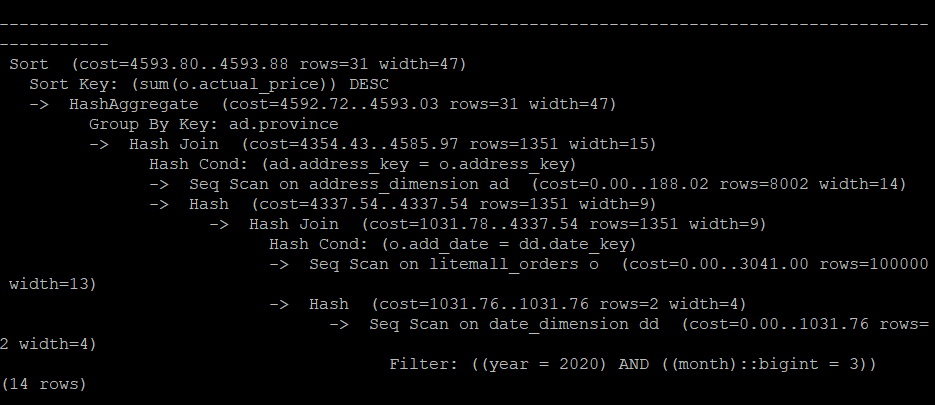 ---------------------------------------------------------------------------------------------
-----------
 Sort  (cost=4593.80..4593.88 rows=31 width=47)
   Sort Key: (sum(o.actual_price)) DESC
   ->  HashAggregate  (cost=4592.72..4593.03 rows=31 width=47)
         Group By Key: ad.province
         ->  Hash Join  (cost=4354.43..4585.97 rows=1351 width=15)
               Hash Cond: (ad.address_key = o.address_key)
               ->  Seq Scan on address_dimension ad  (cost=0.00..188.02 rows=8002 width=14)
               ->  Hash  (cost=4337.54..4337.54 rows=1351 width=9)
                     ->  Hash Join  (cost=1031.78..4337.54 rows=1351 width=9)
                           Hash Cond: (o.add_date = dd.date_key)
                           ->  Seq Scan on litemall_orders o  (cost=0.00..3041.00 rows=100000
 width=13)
                           ->  Hash  (cost=1031.76..1031.76 rows=2 width=4)
                                 ->  Seq Scan on date_dimension dd  (cost=0.00..1031.76 rows=
2 width=4)
                                       Filter: ((year = 2020) AND ((month)::bigint = 3))
(14 rows)